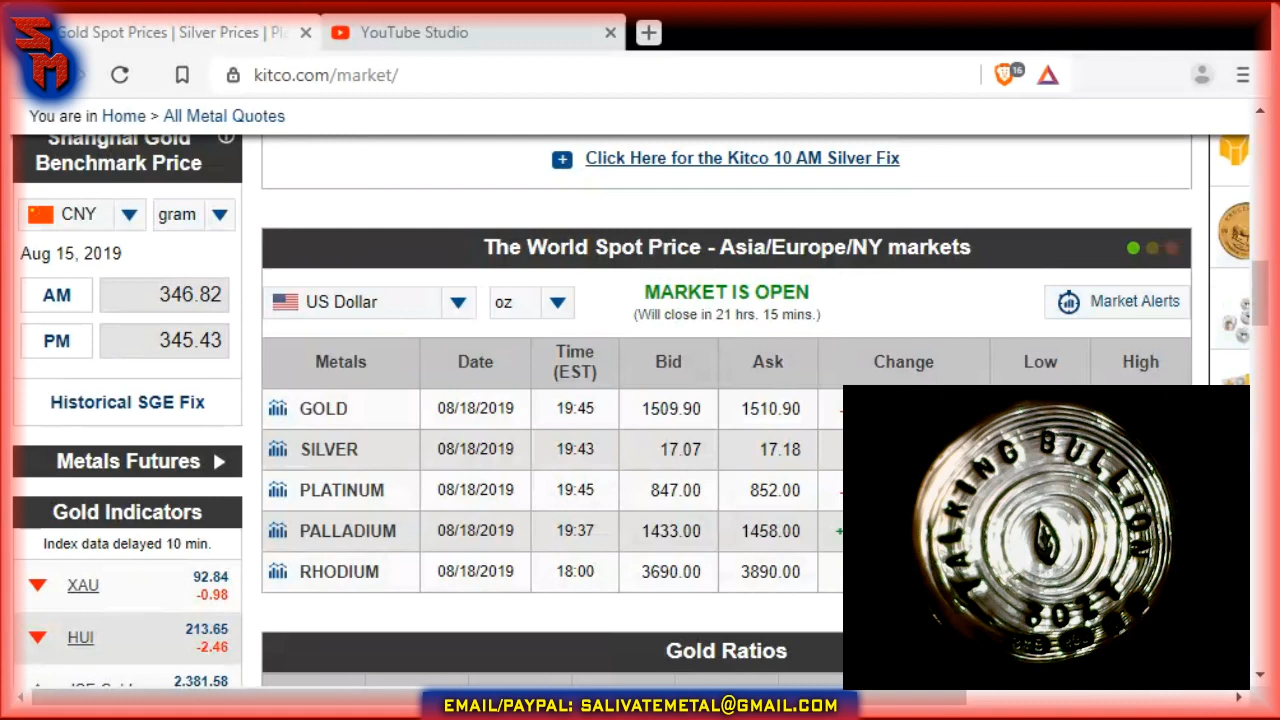 SM
Gold Spot Prices | Silver Prices | Pl
YouTube Studio
kitco.com/market/
16
You are in Home > All Metal Quotes
Shanghai Gold
Benchmark Price
CNY
gram
Aug 15, 2019
AM 346.82
PM 345.43
Historical SGE Fix
Metals Futures
Gold Indicators
Index data delayed 10 min.
XAU 92.84
-0.98
HUI 213.65
-2.46
2,381.58
Click Here for the Kitco 10 AM Silver Fix
The World Spot Price - Asia/Europe/NY markets
US Dollar
oz
MARKET IS OPEN
(Will close in 21 hrs. 15 mins.)
Market Alerts
Metals Date Time (EST) Bid Ask Change Low High
GOLD 08/18/2019 19:45 1509.90 1510.90
SILVER 08/18/2019 19:43 17.07 17.18
PLATINUM 08/18/2019 19:45 847.00 852.00
PALLADIUM 08/18/2019 19:37 1433.00 1458.00
RHODIUM 08/18/2019 18:00 3690.00 3890.00
Gold Ratios
TALKING BULLION
EMAIL/PAYPAL: SALIVATEMETAL@GMAIL.COM